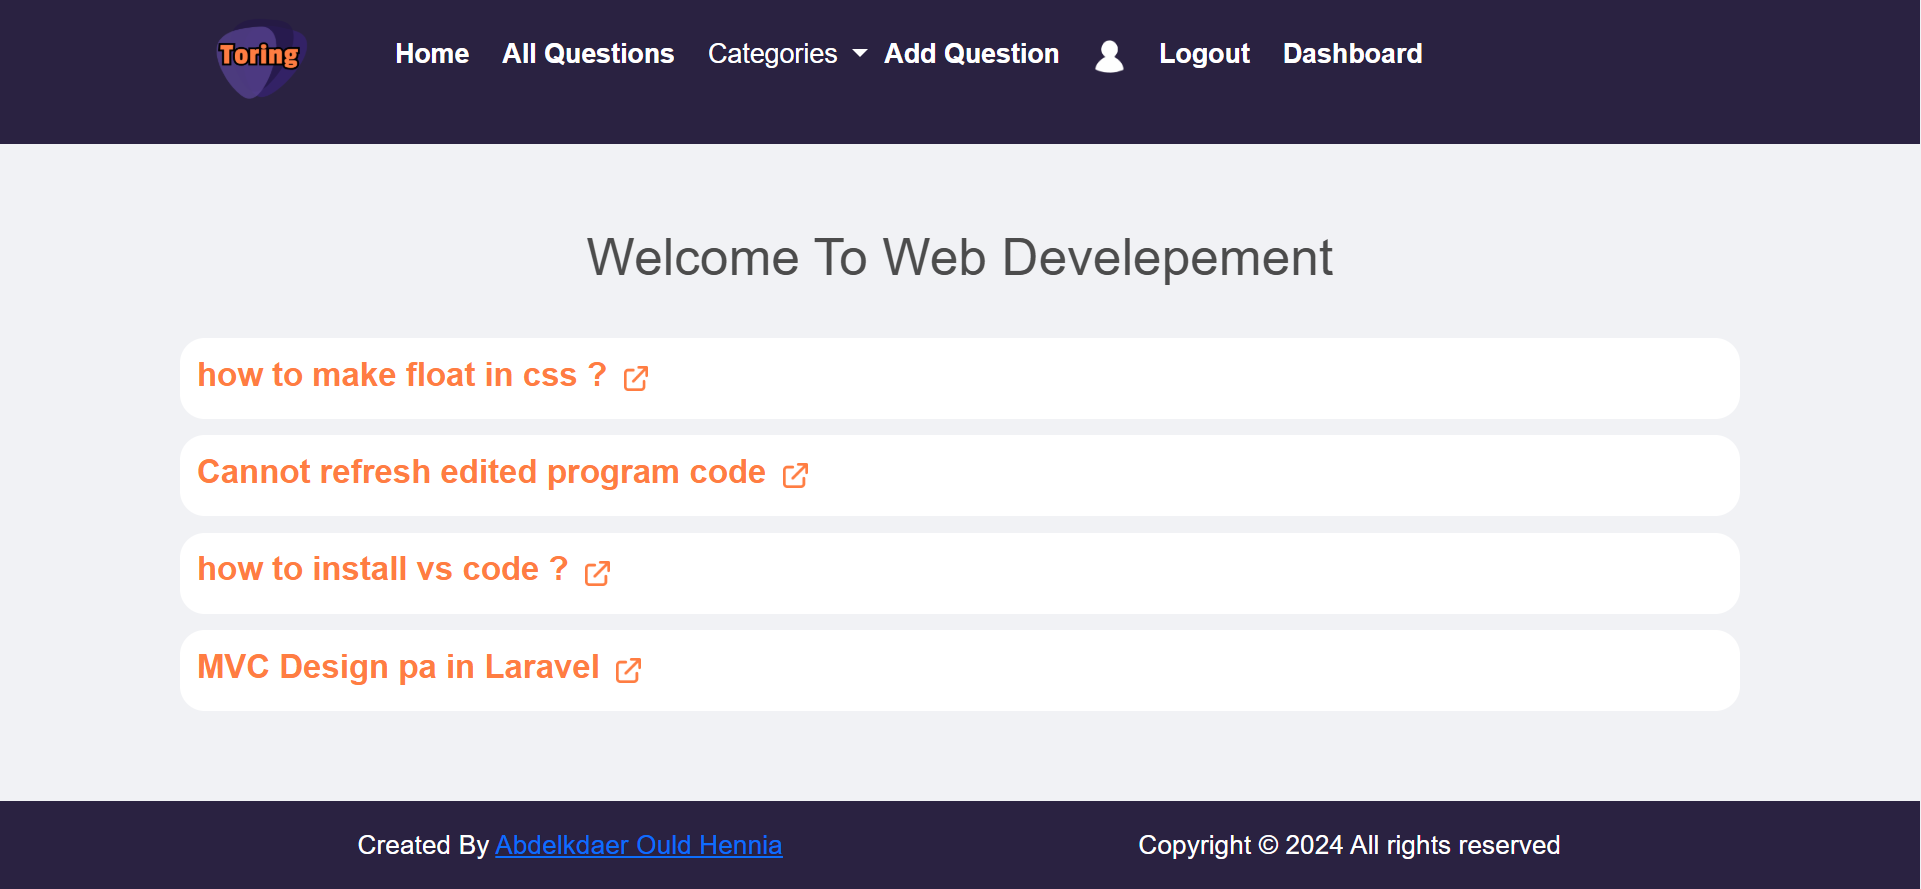 Toring
Home All Questions Categories Add Question Logout Dashboard
Welcome To Web Develepement
how to make float in css ?
Cannot refresh edited program code
how to install vs code ?
MVC Design pa in Laravel
Created By Abdelkdaer Ould Hennia
Copyright © 2024 All rights reserved